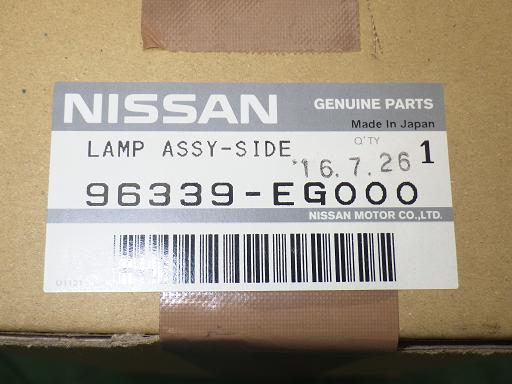 NISSAN GENUINE PARTS
Made In Japan
LAMP ASSY-SIDE Q'TY
'16.7.26 1
96339-EG000
NISSAN MOTOR CO.,LTD.